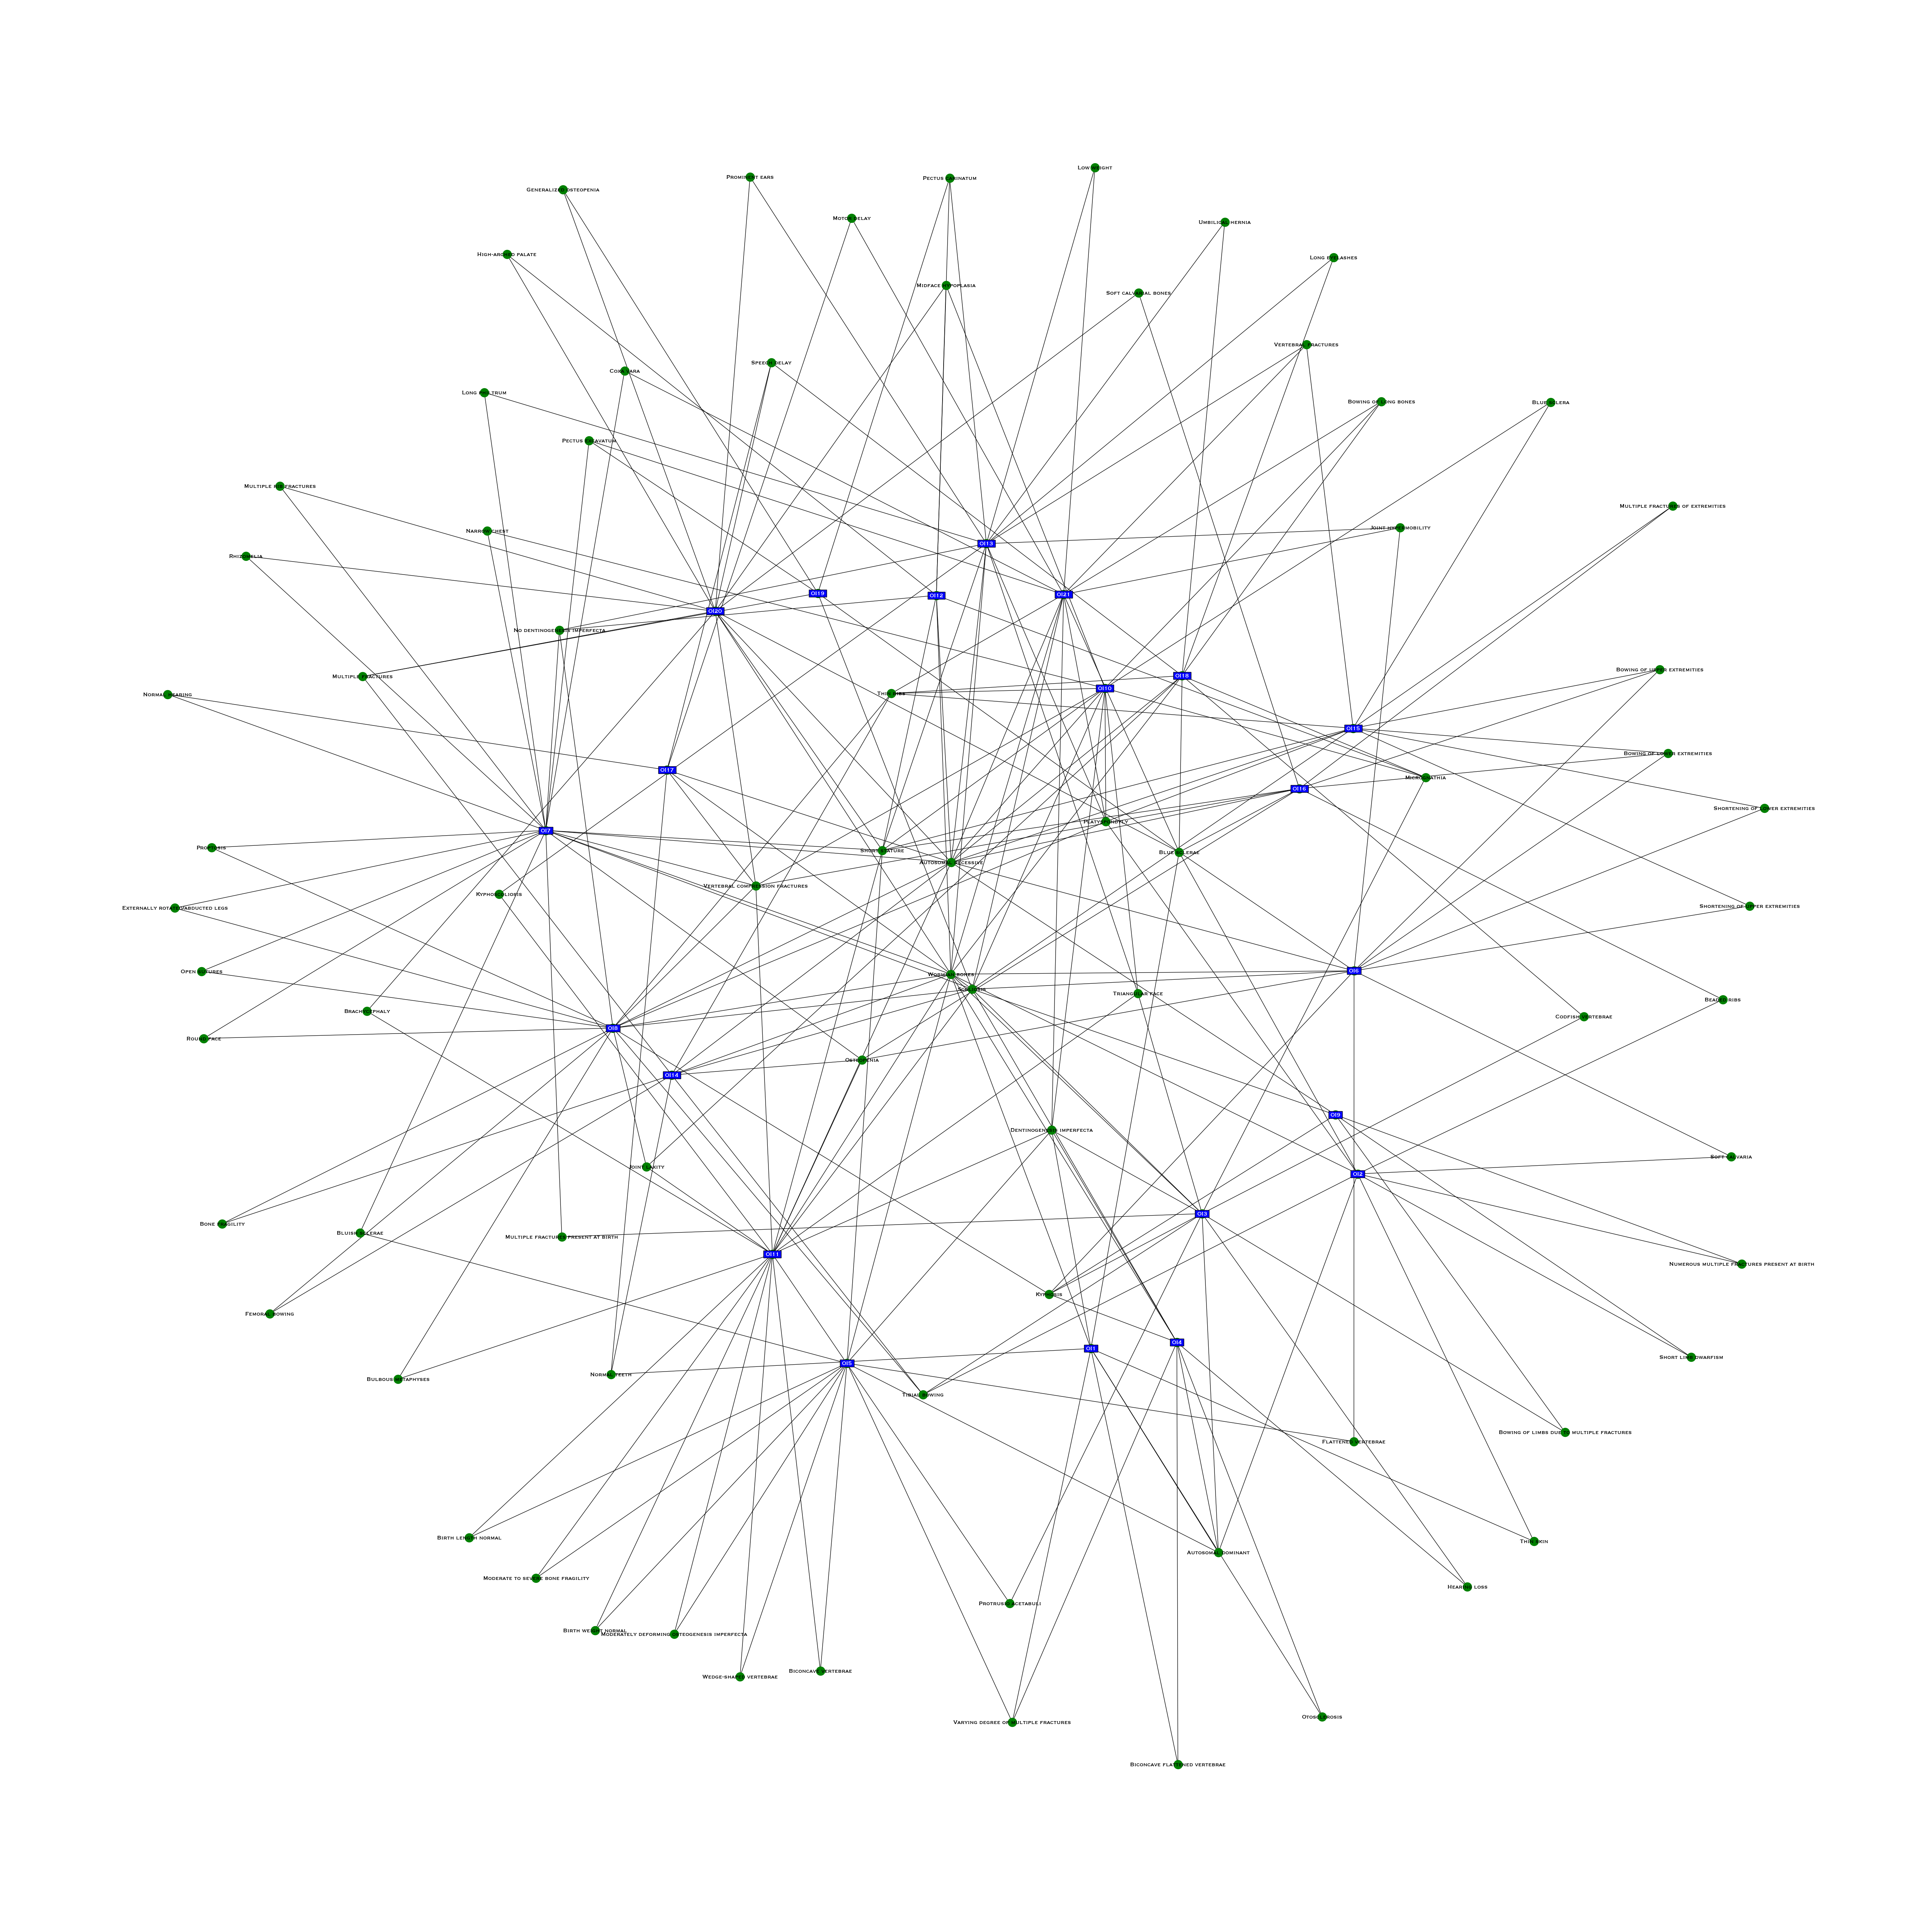 Low weight
Prominent ears
Pectus carinatum
Generalized osteopenia
Motor delay
Umbilical hernia
High-arched palate
Long eyelashes
Midface hypoplasia
Soft calvarial bones
Vertebral fractures
Speech delay
Coxa vara
Long philtrum
Bowing of long bones
Blue sclera
Pectus excavatum
Multiple rib fractures
Multiple fractures of extremities
Joint hypermobility
Narrow chest
OI13
Rhizomelia
OI19
OI21
OI12
OI20
No dentinogenesis imperfecta
Bowing of upper extremities
Multiple fractures
OI18
OI10
Thin ribs
Normal hearing
OI15
Bowing of lower extremities
OI17
Micrognathia
OI16
Shortening of lower extremities
Platyspondyly
OI7
Proptosis
Short stature
Blue sclerae
Autosomal recessive
Vertebral compression fractures
Kyphoscoliosis
Shortening of upper extremities
Externally rotated/abducted legs
Open sutures
OI6
Wormian bones
Scoliosis
Triangular face
Beaded ribs
Brachycephaly
Codfish vertebrae
OI8
Round face
Osteopenia
OI14
OI9
Dentinogenesis imperfecta
Soft calvaria
Joint laxity
OI2
OI3
Bone fragility
Bluish sclerae
Multiple fractures present at birth
OI11
Numerous multiple fractures present at birth
Kyphosis
Femoral bowing
OI4
OI1
Short limb dwarfism
OI5
Normal teeth
Bulbous metaphyses
Tibial bowing
Bowing of limbs due to multiple fractures
Flattened vertebrae
Birth length normal
Thin skin
Autosomal dominant
Moderate to severe bone fragility
Hearing loss
Protrusio acetabuli
Birth weight normal
Moderately deforming osteogenesis imperfecta
Biconcave vertebrae
Wedge-shaped vertebrae
Otosclerosis
Varying degree of multiple fractures
Biconcave flattened vertebrae